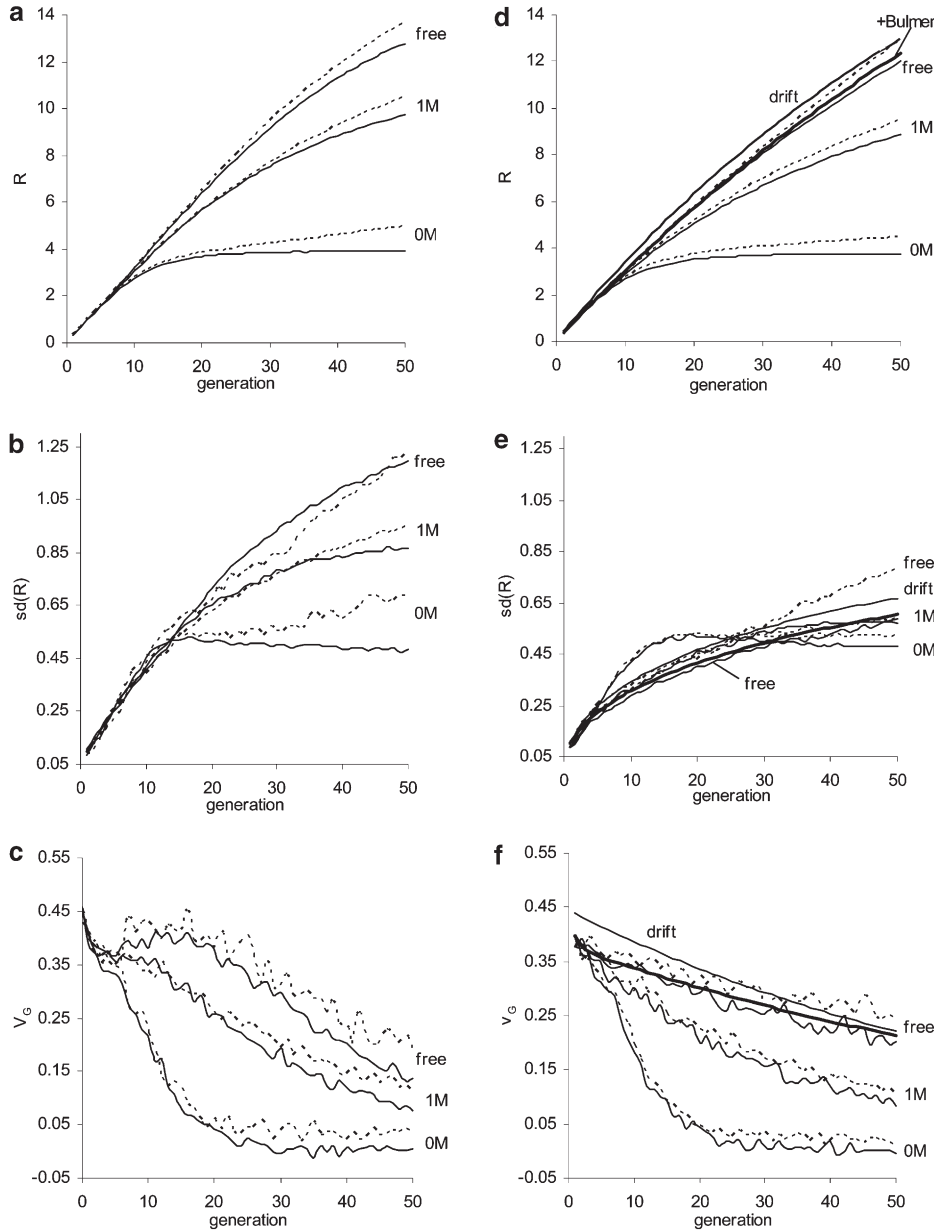 a
14
12
10
8
6
4
2
0
R
free
1M
0M
0 10 20 30 40 50
generation
b
1.25
1.05
0.85
0.65
0.45
0.25
0.05
sd(R)
free
1M
0M
0 10 20 30 40 50
generation
c
0.55
0.45
0.35
0.25
0.15
0.05
-0.05
VG
free
1M
0M
0 10 20 30 40 50
generation
d
14
12
10
8
6
4
2
0
R
+Bulmer
free
drift
1M
0M
0 10 20 30 40 50
generation
e
1.25
1.05
0.85
0.65
0.45
0.25
0.05
sd(R)
free
drift
1M
0M
free
0 10 20 30 40 50
generation
f
0.55
0.45
0.35
0.25
0.15
0.05
-0.05
VG
drift
free
1M
0M
0 10 20 30 40 50
generation